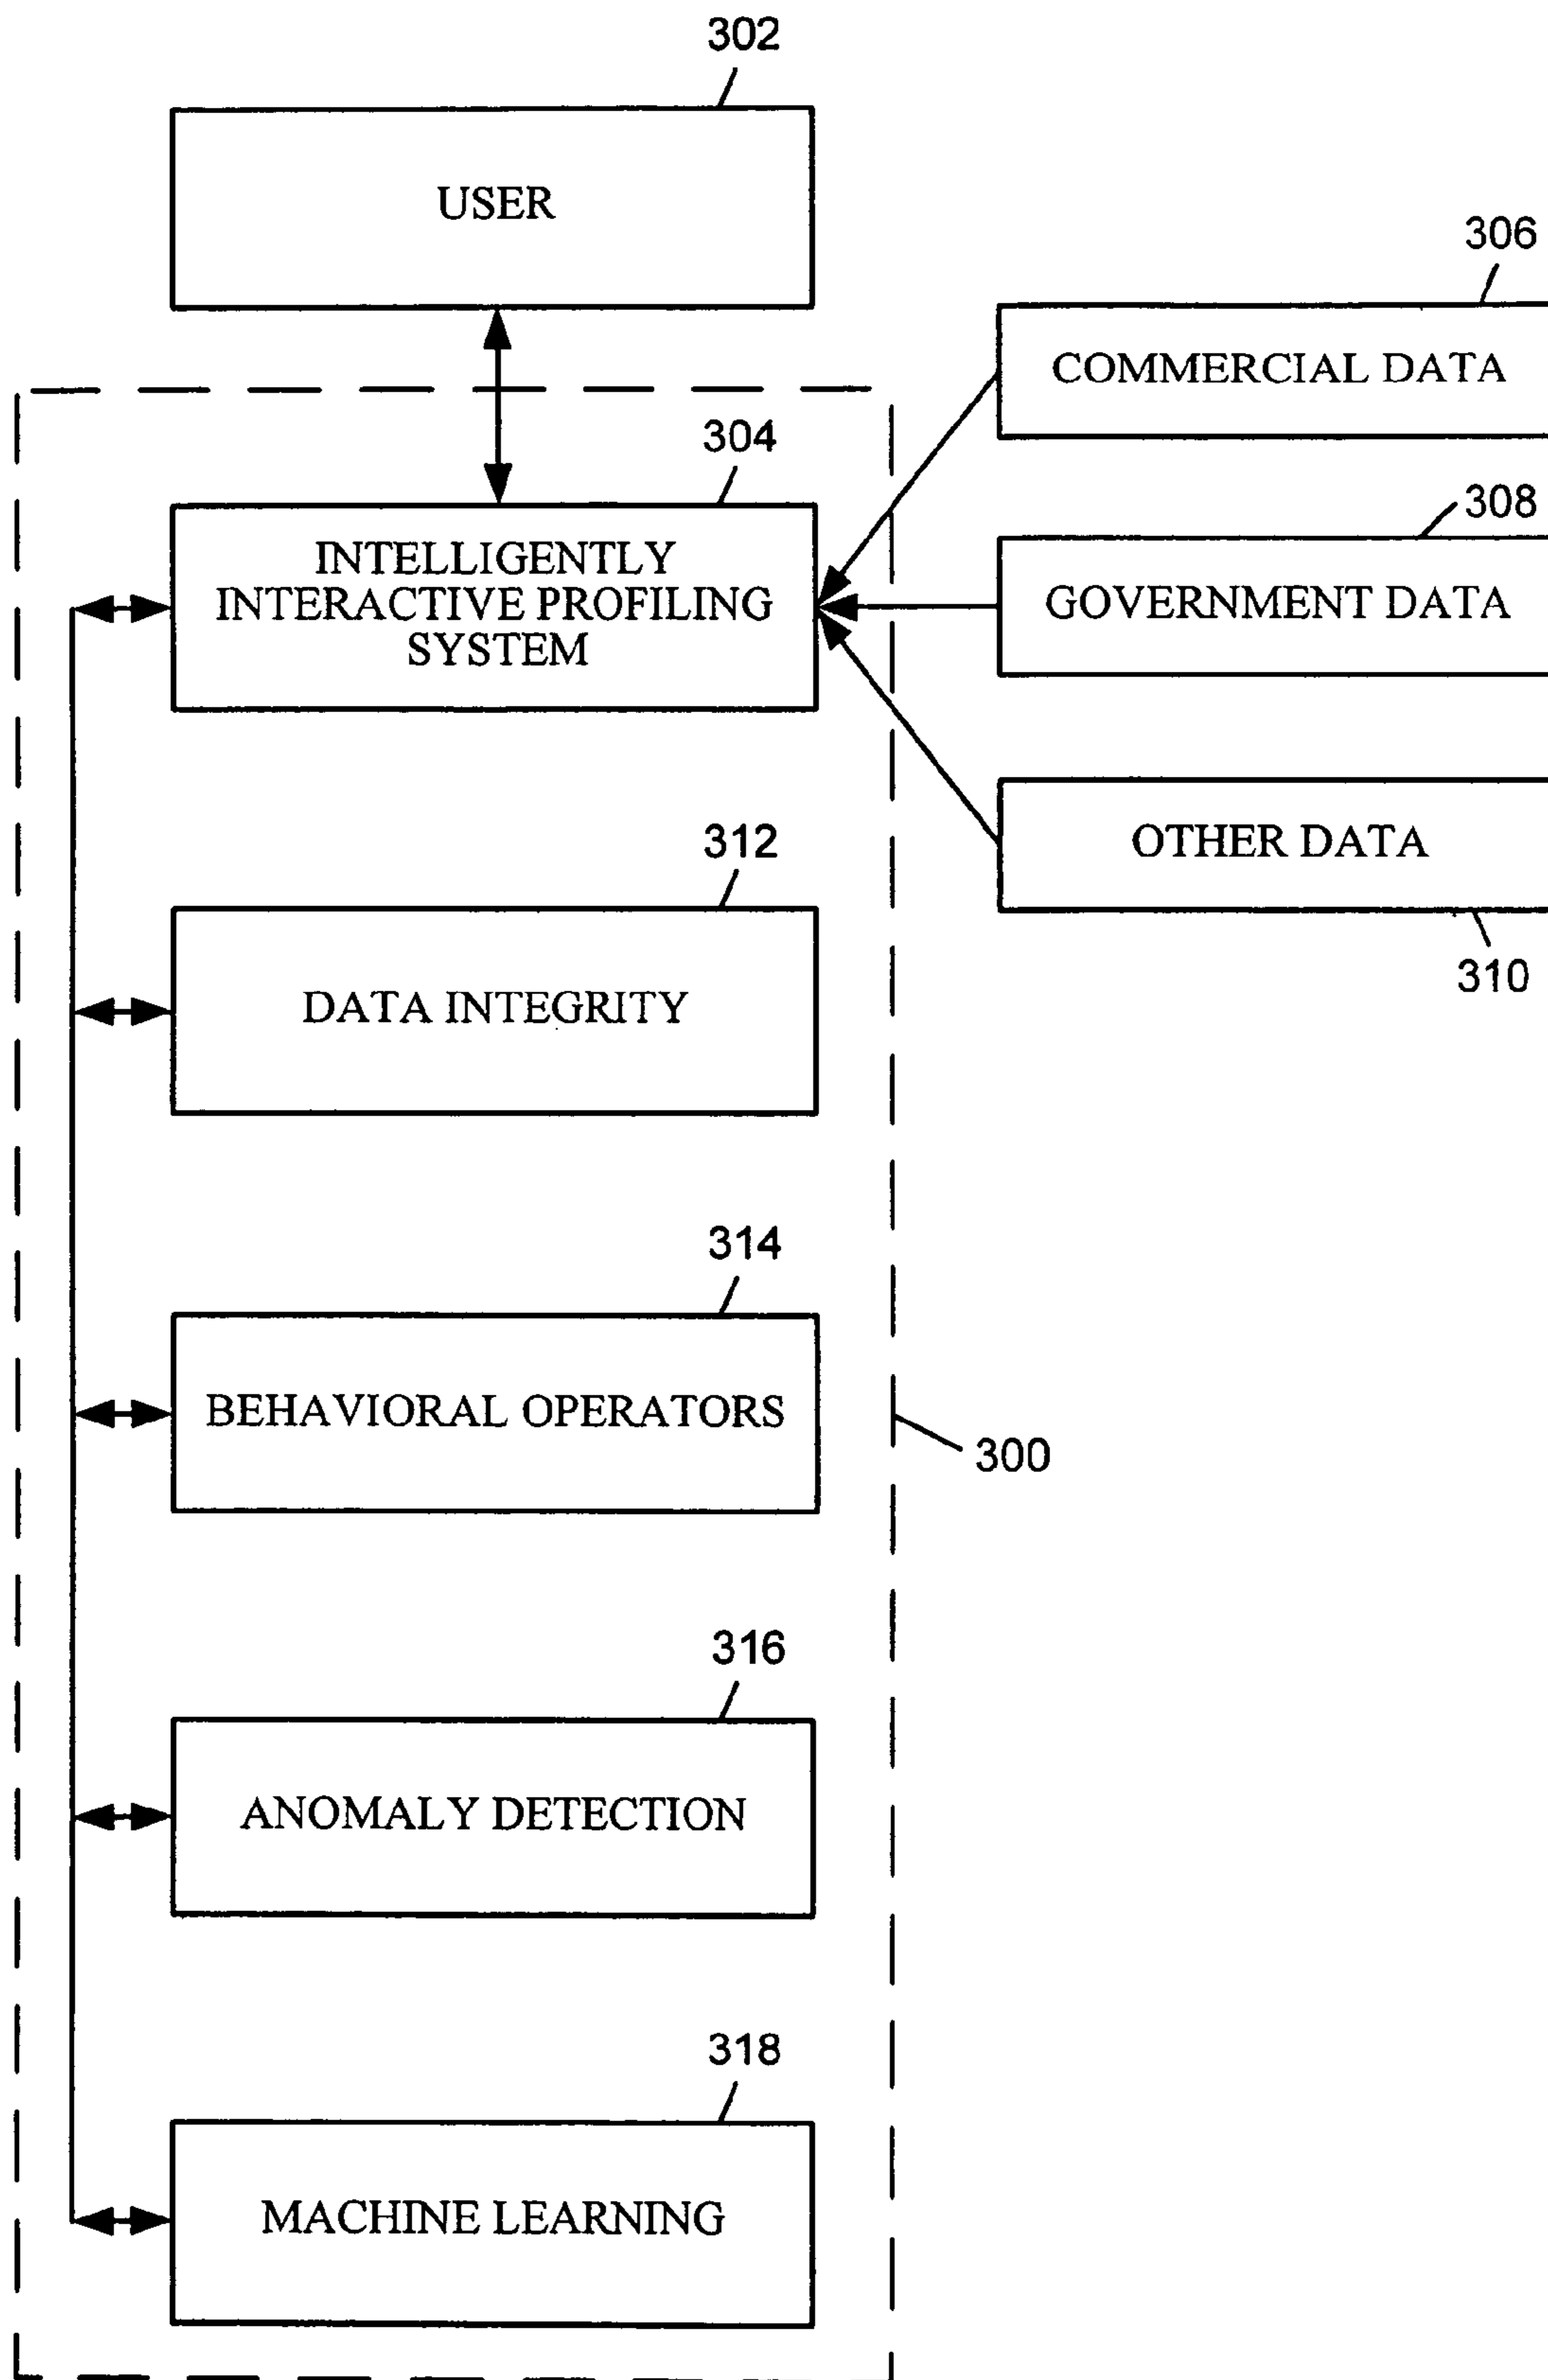 302
USER
306
COMMERCIAL DATA
304
INTELLIGENTLY
INTERACTIVE PROFILING
SYSTEM
308
GOVERNMENT DATA
OTHER DATA
310
312
DATA INTEGRITY
314
BEHAVIORAL OPERATORS
300
316
ANOMALY DETECTION
318
MACHINE LEARNING